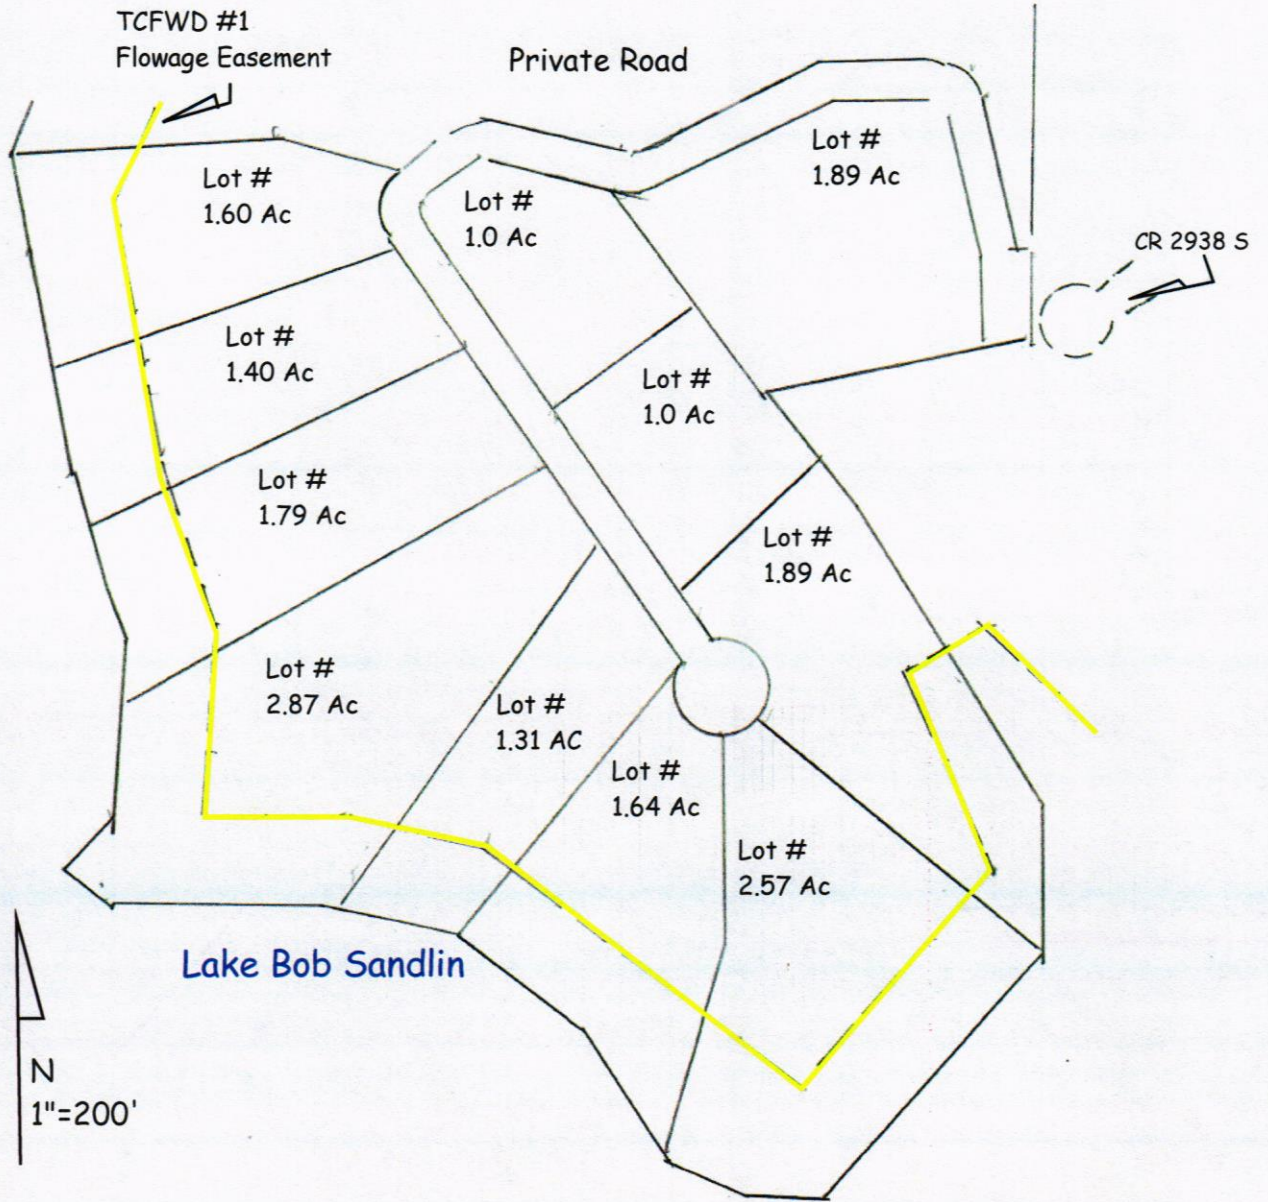 TCFWD #1
Flowage Easement
Private Road
Lot #
1.89 Ac
Lot #
1.60 Ac
Lot #
1.0 Ac
CR 2938 S
Lot #
1.40 Ac
Lot #
1.0 Ac
Lot #
1.79 Ac
Lot #
1.89 Ac
Lot #
2.87 Ac
Lot #
1.31 AC
Lot #
1.64 Ac
Lot #
2.57 Ac
Lake Bob Sandlin
N
1"=200'